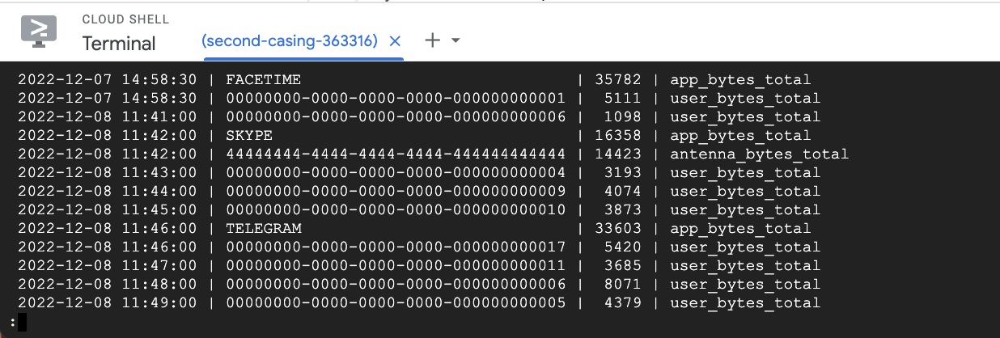 CLOUD SHELL
Terminal
(second-casing-363316)
2022-12-07 14:58:30 | FACETIME | 35782 | app_bytes_total
2022-12-07 14:58:30 | 00000000-0000-0000-0000-000000000001 | 5111 | user_bytes_total
2022-12-08 11:41:00 | 00000000-0000-0000-0000-000000000006 | 1098 | user_bytes_total
2022-12-08 11:42:00 | SKYPE | 16358 | app_bytes_total
2022-12-08 11:42:00 | 44444444-4444-4444-4444-444444444444 | 14423 | antenna_bytes_total
2022-12-08 11:43:00 | 00000000-0000-0000-0000-000000000004 | 3193 | user_bytes_total
2022-12-08 11:44:00 | 00000000-0000-0000-0000-000000000009 | 4074 | user_bytes_total
2022-12-08 11:45:00 | 00000000-0000-0000-0000-000000000010 | 3873 | user_bytes_total
2022-12-08 11:46:00 | TELEGRAM | 33603 | app_bytes_total
2022-12-08 11:46:00 | 00000000-0000-0000-0000-000000000017 | 5420 | user_bytes_total
2022-12-08 11:47:00 | 00000000-0000-0000-0000-000000000011 | 3685 | user_bytes_total
2022-12-08 11:48:00 | 00000000-0000-0000-0000-000000000006 | 8071 | user_bytes_total
2022-12-08 11:49:00 | 00000000-0000-0000-0000-000000000005 | 4379 | user_bytes_total
: